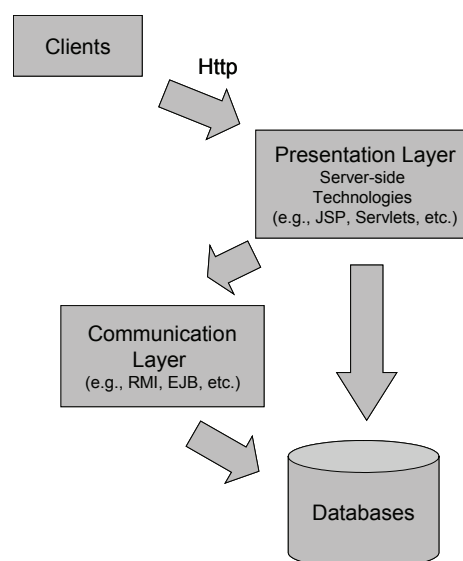 Clients
Http
Presentation Layer
Server-side
Technologies
(e.g., JSP, Servlets, etc.)
Communication
Layer
(e.g., RMI, EJB, etc.)
Databases